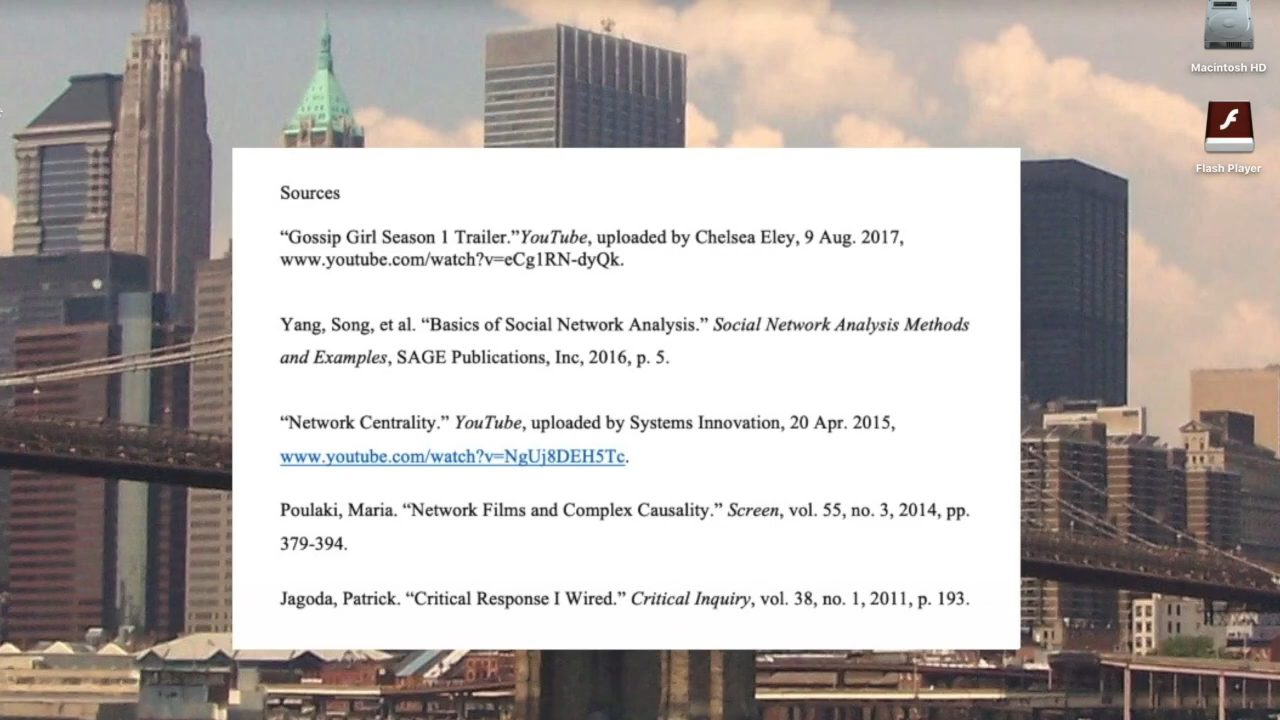 Macintosh HD
Flash Player
Sources
“Gossip Girl Season 1 Trailer.”YouTube, uploaded by Chelsea Eley, 9 Aug. 2017,
www.youtube.com/watch?v=eCg1RN-dyQk.
Yang, Song, et al. “Basics of Social Network Analysis.” Social Network Analysis Methods
and Examples, SAGE Publications, Inc, 2016, p. 5.
“Network Centrality.” YouTube, uploaded by Systems Innovation, 20 Apr. 2015,
www.youtube.com/watch?v=NgUj8DEH5Tc.
Poulaki, Maria. “Network Films and Complex Causality.” Screen, vol. 55, no. 3, 2014, pp.
379-394.
Jagoda, Patrick. “Critical Response I Wired.” Critical Inquiry, vol. 38, no. 1, 2011, p. 193.